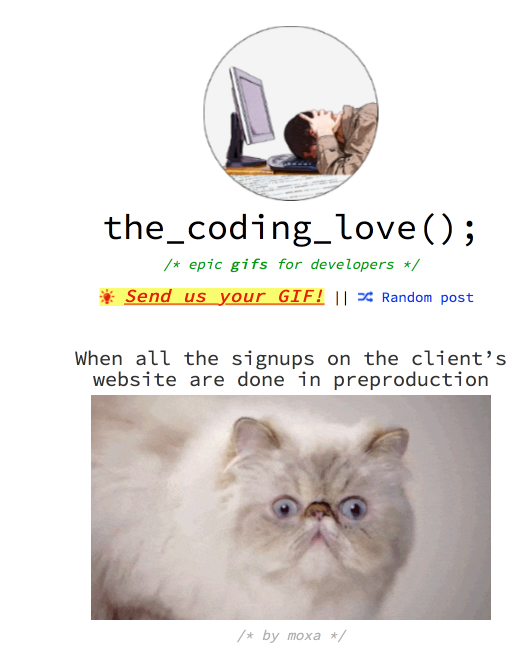 the_coding_love();
/* epic gifs for developers */
Send us your GIF! || Random post
When all the signups on the client’s
website are done in preproduction
/* by moxa */